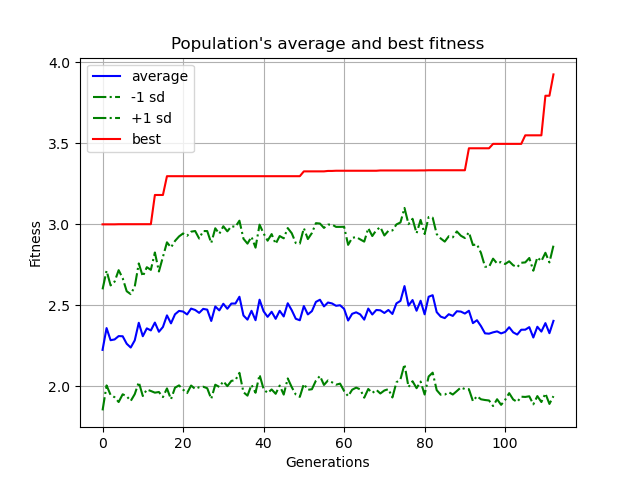 Population's average and best fitness
average
-1 sd
+1 sd
best
4.0
3.5
3.0
2.5
2.0
Fitness
0 20 40 60 80 100
Generations